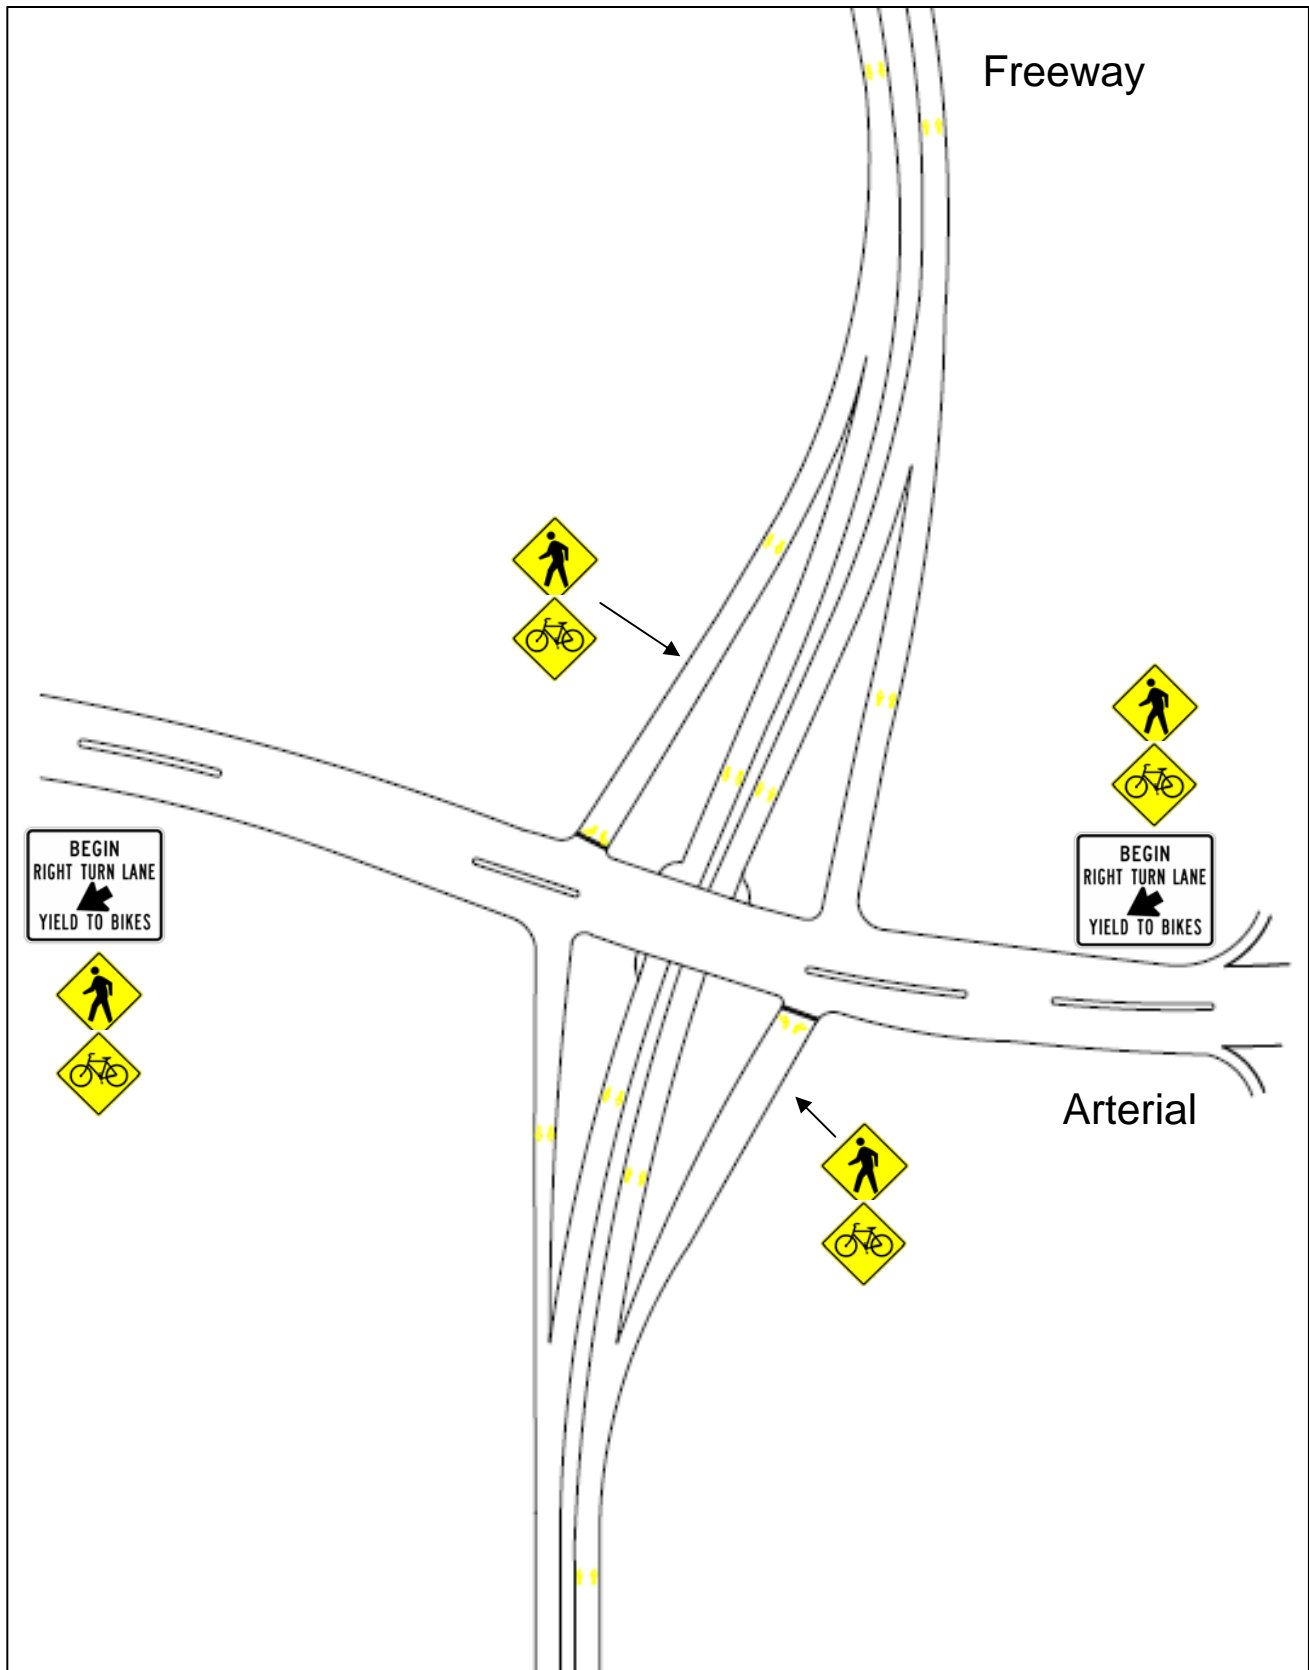 Freeway
BEGIN
RIGHT TURN LANE
YIELD TO BIKES
BEGIN
RIGHT TURN LANE
YIELD TO BIKES
Arterial